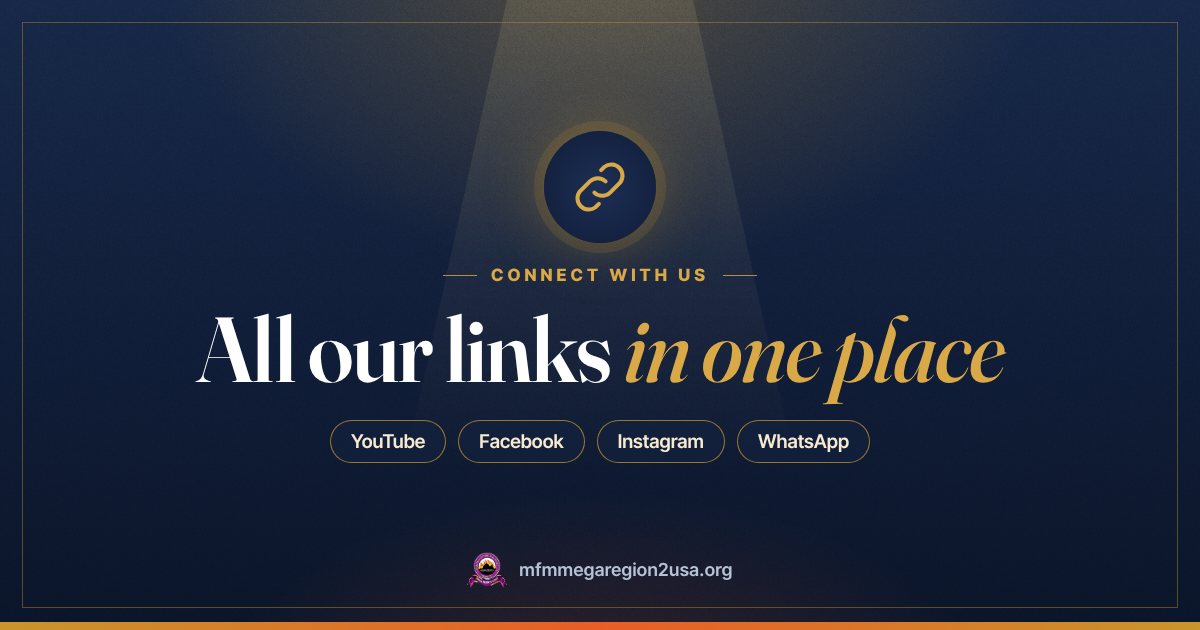 CONNECT WITH US
All our links in one place
YouTube Facebook Instagram WhatsApp
mfmmegaregion2usa.org